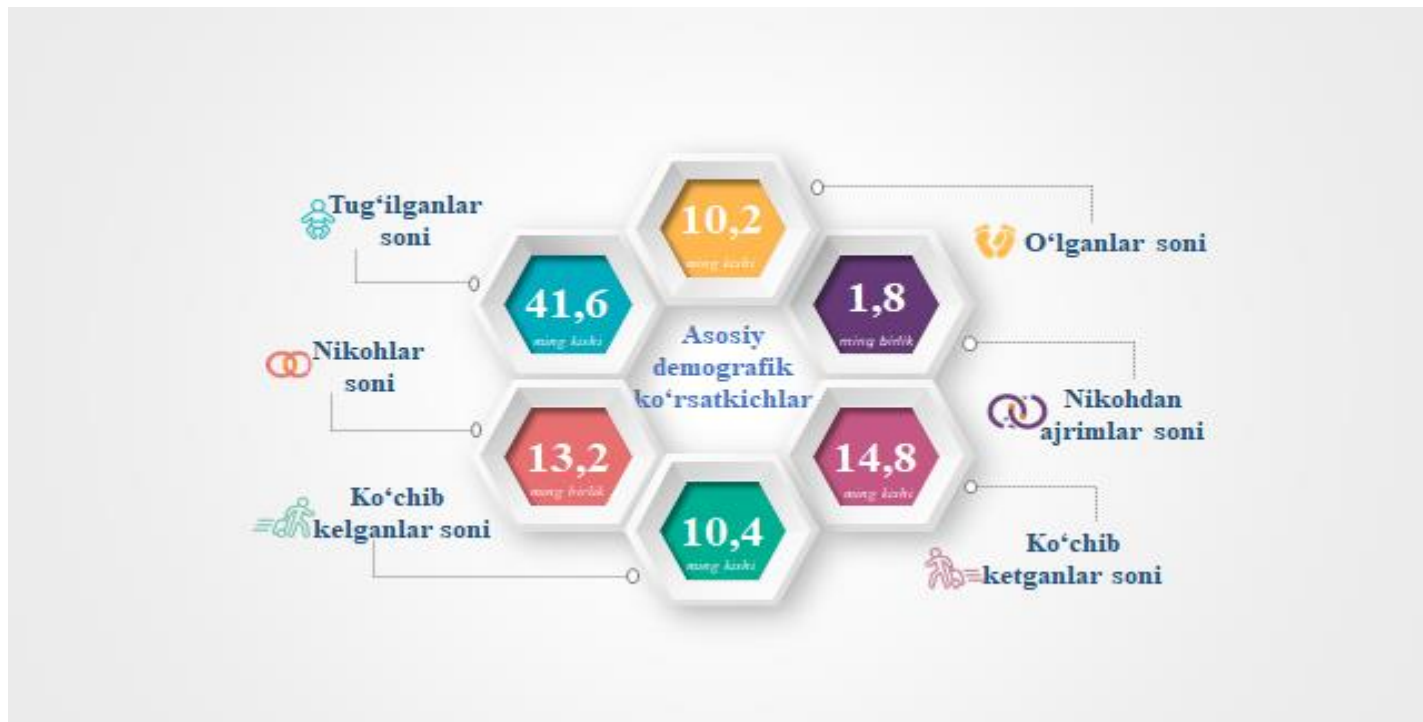 Tug‘ilganlar
soni
10,2
ming kishi
O‘lganlar soni
41,6
ming kishi
1,8
ming birlik
Asosiy
demografik
ko‘rsatkichlar
Nikohlar
soni
Nikohdan
ajrimlar soni
13,2
ming birlik
14,8
ming kishi
Ko‘chib
kelganlar soni
10,4
ming kishi
Ko‘chib
ketganlar soni